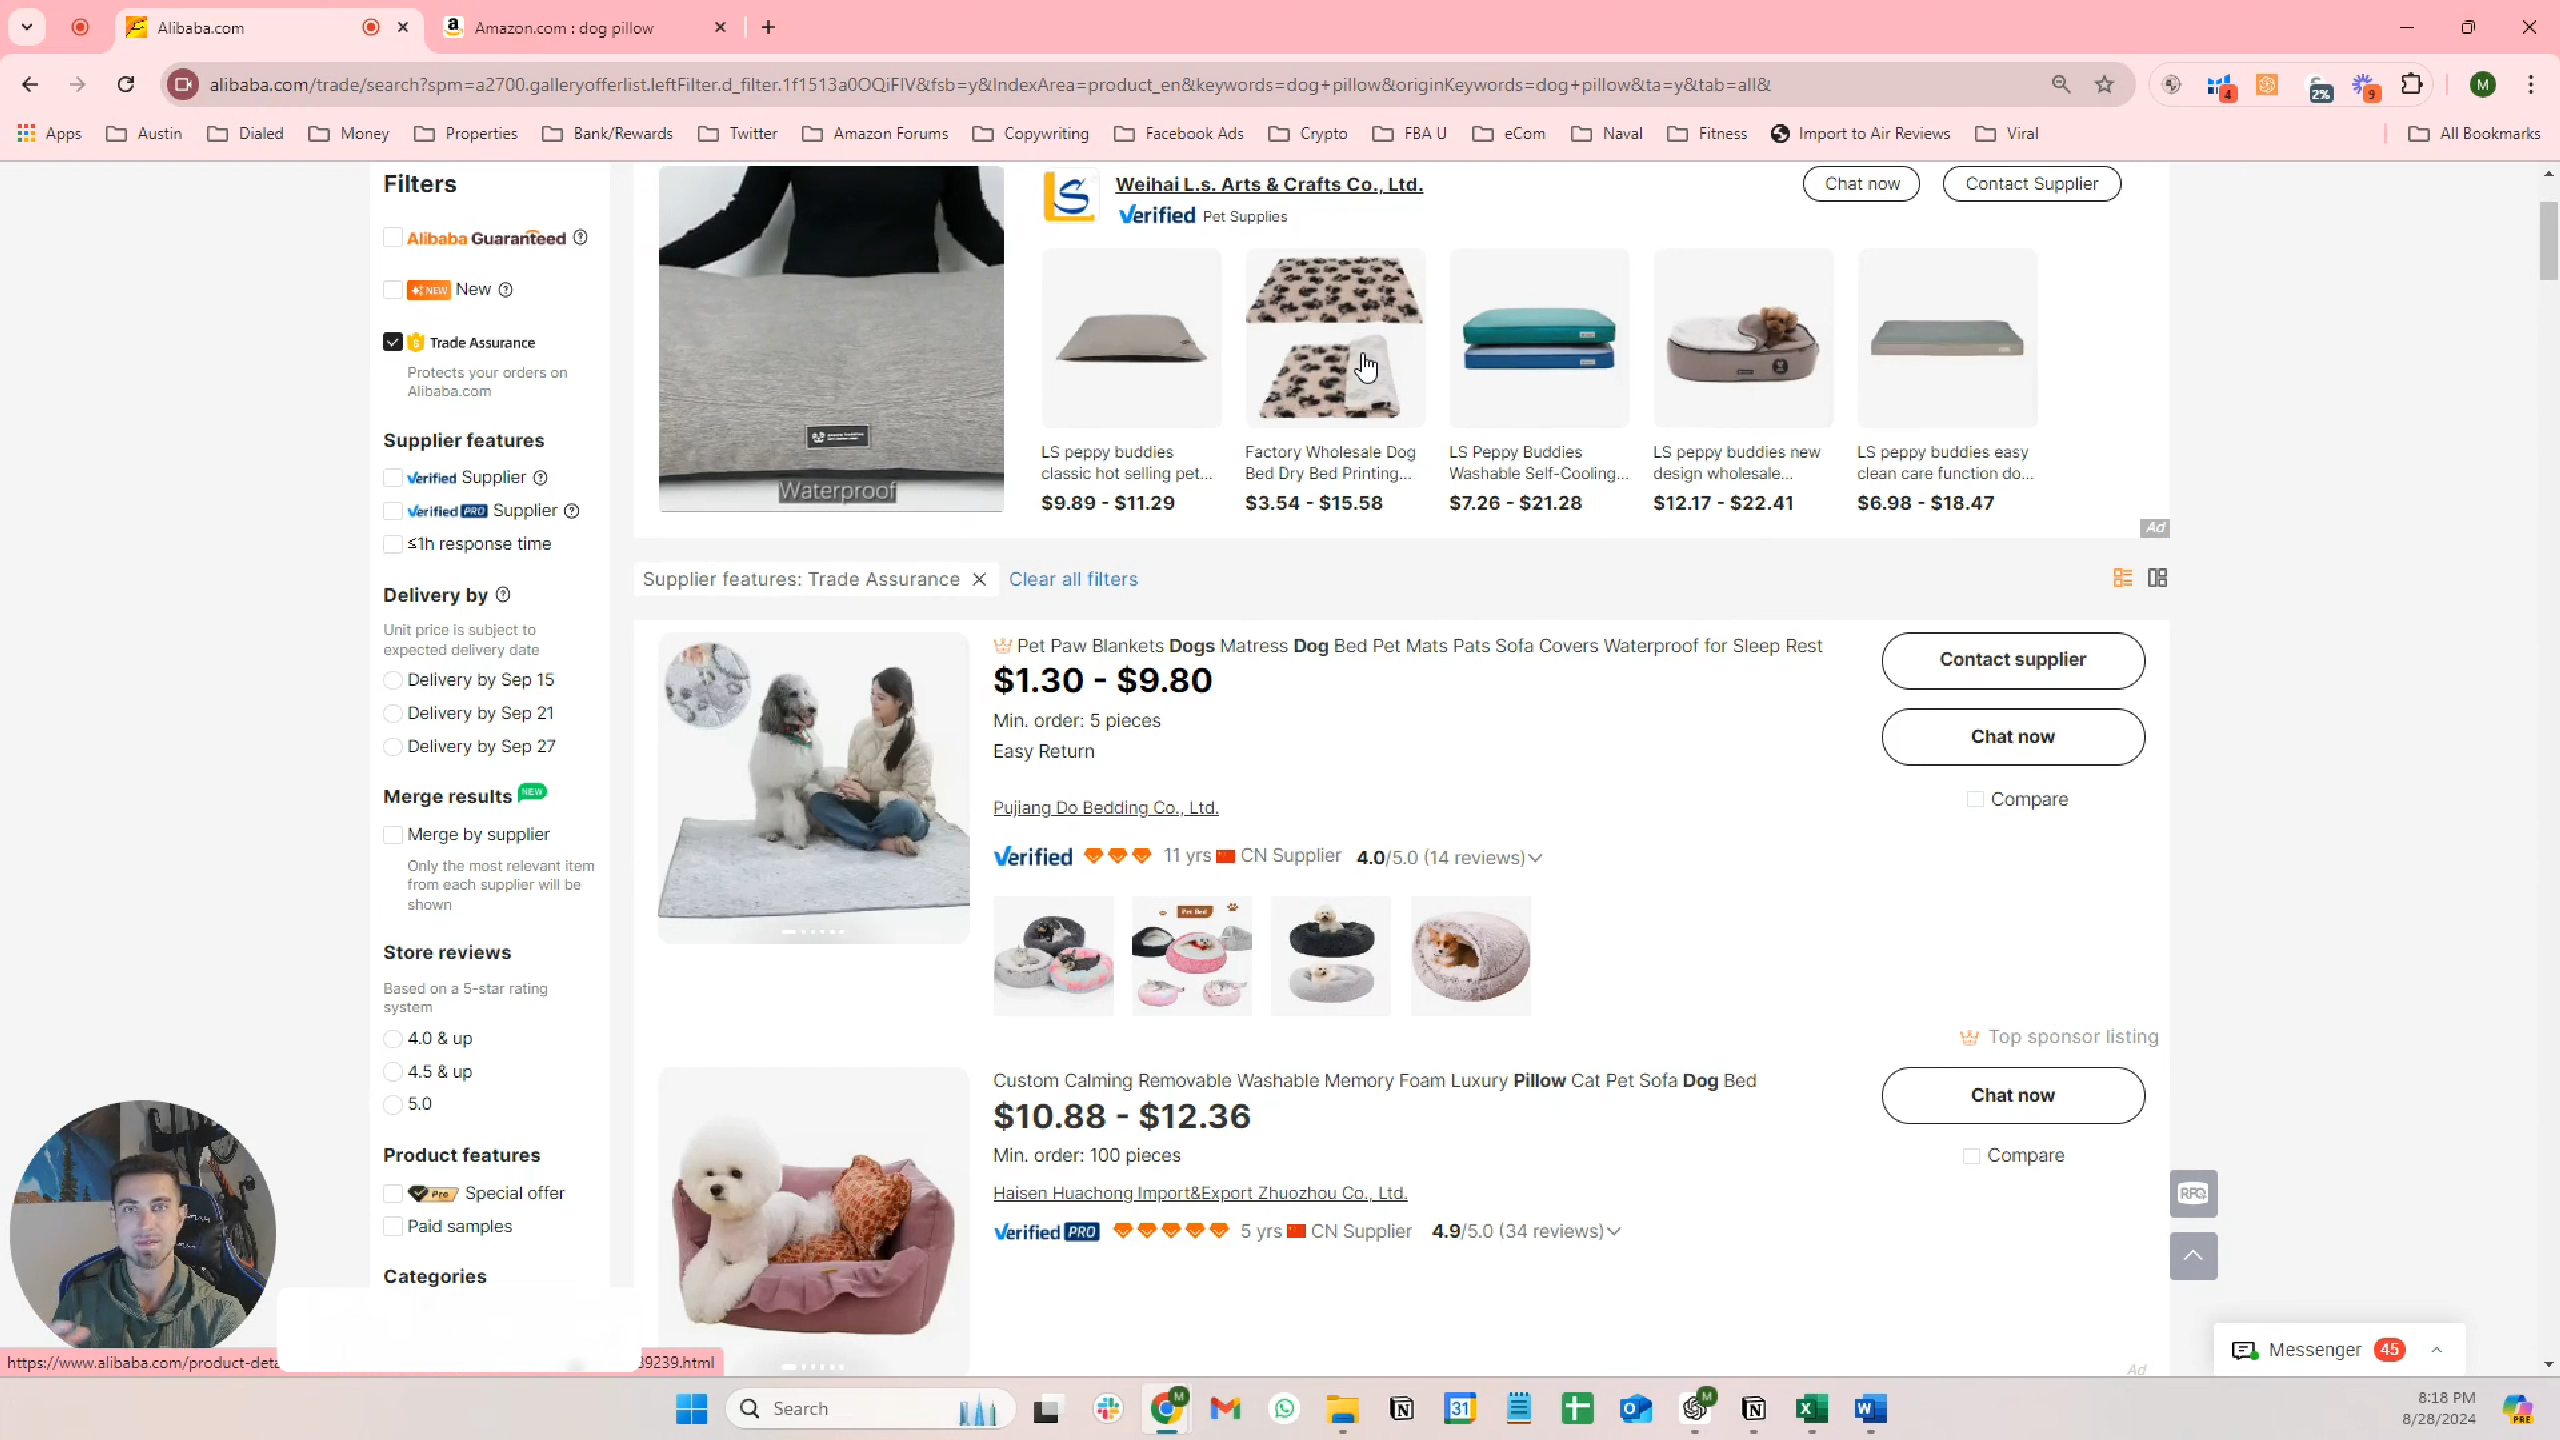 Alibaba.com
Amazon.com : dog pillow
alibaba.com/trade/search?spm=a2700.galleryofferlist.leftFilter.d_filter.1f1513a0OQiFIV&fsb=y&IndexArea=product_en&keywords=dog+pillow&originKeywords=dog+pillow&ta=y&tab=all&
4
2%
9
M
Apps Austin Dialed Money Properties Bank/Rewards Twitter Amazon Forums Copywriting Facebook Ads Crypto FBA U eCom Naval Fitness Import to Air Reviews Viral All Bookmarks
Filters
Alibaba Guaranteed
NEW New
Trade Assurance
Protects your orders on
Alibaba.com
Supplier features
Verified Supplier
Verified PRO Supplier
≤1h response time
Delivery by
Unit price is subject to
expected delivery date
Delivery by Sep 15
Delivery by Sep 21
Delivery by Sep 27
Merge results NEW
Merge by supplier
Only the most relevant item
from each supplier will be
shown
Store reviews
Based on a 5-star rating
system
4.0 & up
4.5 & up
5.0
Product features
Pro Special offer
Paid samples
Categories
Waterproof
Weihai L.s. Arts & Crafts Co., Ltd.
Verified Pet Supplies
Chat now
Contact Supplier
LS peppy buddies
classic hot selling pet...
$9.89 - $11.29
Factory Wholesale Dog
Bed Dry Bed Printing...
$3.54 - $15.58
LS Peppy Buddies
Washable Self-Cooling...
$7.26 - $21.28
LS peppy buddies new
design wholesale...
$12.17 - $22.41
LS peppy buddies easy
clean care function do...
$6.98 - $18.47
Ad
Supplier features: Trade Assurance
Clear all filters
Pet Paw Blankets Dogs Matress Dog Bed Pet Mats Pats Sofa Covers Waterproof for Sleep Rest
$1.30 - $9.80
Min. order: 5 pieces
Easy Return
Pujiang Do Bedding Co., Ltd.
Verified 11 yrs CN Supplier 4.0/5.0 (14 reviews)
Pet Bed
Contact supplier
Chat now
Compare
Top sponsor listing
Custom Calming Removable Washable Memory Foam Luxury Pillow Cat Pet Sofa Dog Bed
$10.88 - $12.36
Min. order: 100 pieces
Haisen Huachong Import&Export Zhuozhou Co., Ltd.
Verified PRO 5 yrs CN Supplier 4.9/5.0 (34 reviews)
Chat now
Compare
RFQ
Ad
Messenger 45
https://www.alibaba.com/product-deta
39239.html
Search
31
8:18 PM
8/28/2024
PRE